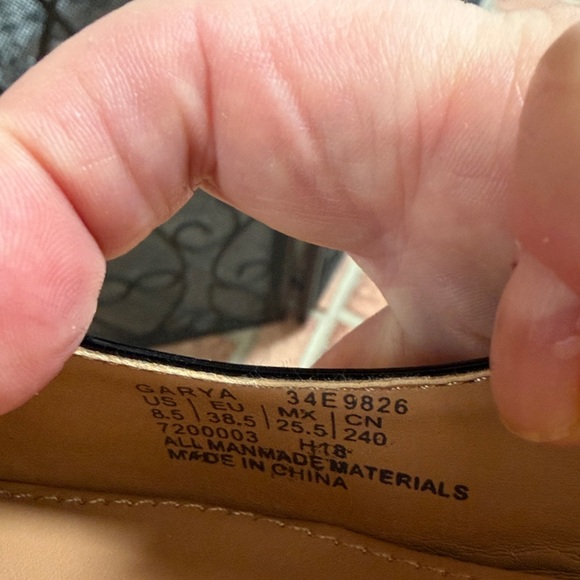 GARYA 34E9826
US | EU | MX | CN
8.5 | 38.5 | 25.5 | 240
7200003 H18
ALL MANMADE MATERIALS
MADE IN CHINA